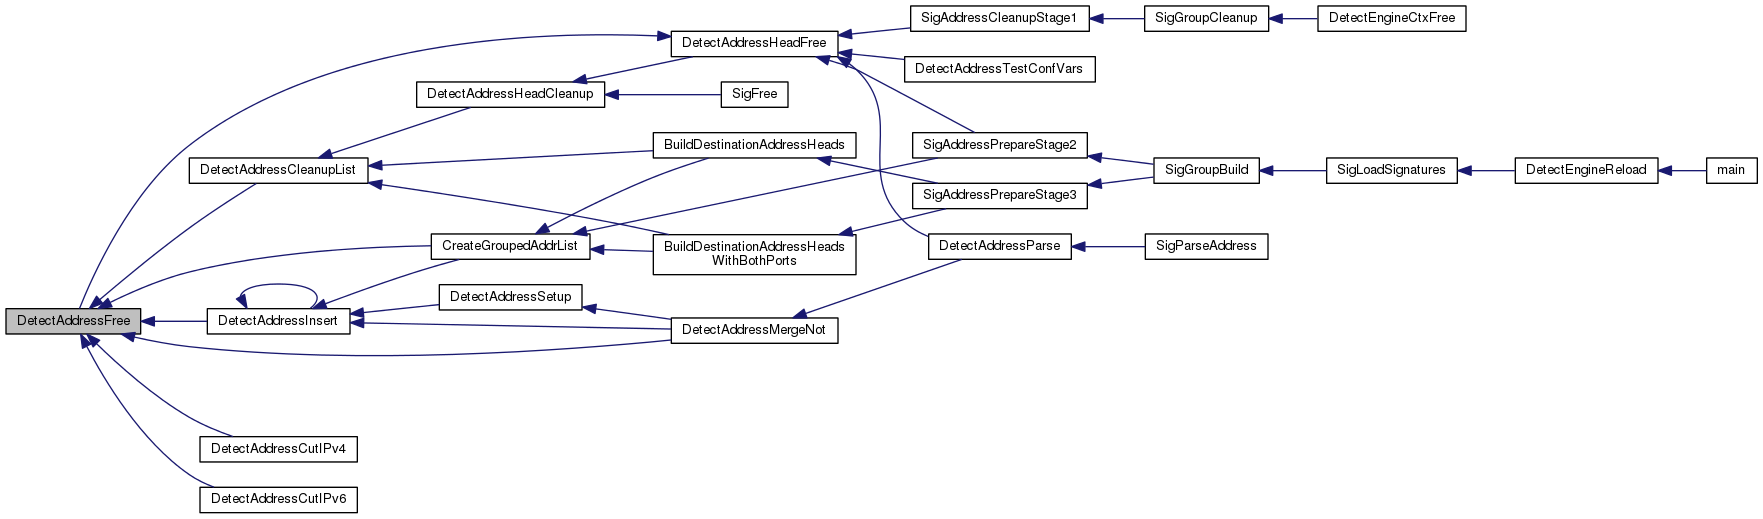 SigAddressCleanupStage1
SigGroupCleanup
DetectEngineCtxFree
DetectAddressHeadFree
DetectAddressTestConfVars
DetectAddressHeadCleanup
SigFree
BuildDestinationAddressHeads
SigAddressPrepareStage2
DetectAddressCleanupList
SigGroupBuild
SigLoadSignatures
DetectEngineReload
main
SigAddressPrepareStage3
CreateGroupedAddrList
BuildDestinationAddressHeads
WithBothPorts
DetectAddressParse
SigParseAddress
DetectAddressSetup
DetectAddressFree
DetectAddressInsert
DetectAddressMergeNot
DetectAddressCutIPv4
DetectAddressCutIPv6